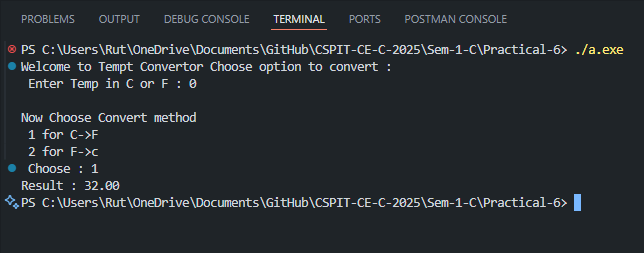 PROBLEMS OUTPUT DEBUG CONSOLE TERMINAL PORTS POSTMAN CONSOLE
PS C:\Users\Rut\OneDrive\Documents\GitHub\CSPIT-CE-C-2025\Sem-1-C\Practical-6> ./a.exe
Welcome to Tempt Convertor Choose option to convert :
 Enter Temp in C or F : 0

Now Choose Convert method
 1 for C->F
 2 for F->c
 Choose : 1
Result : 32.00
PS C:\Users\Rut\OneDrive\Documents\GitHub\CSPIT-CE-C-2025\Sem-1-C\Practical-6>